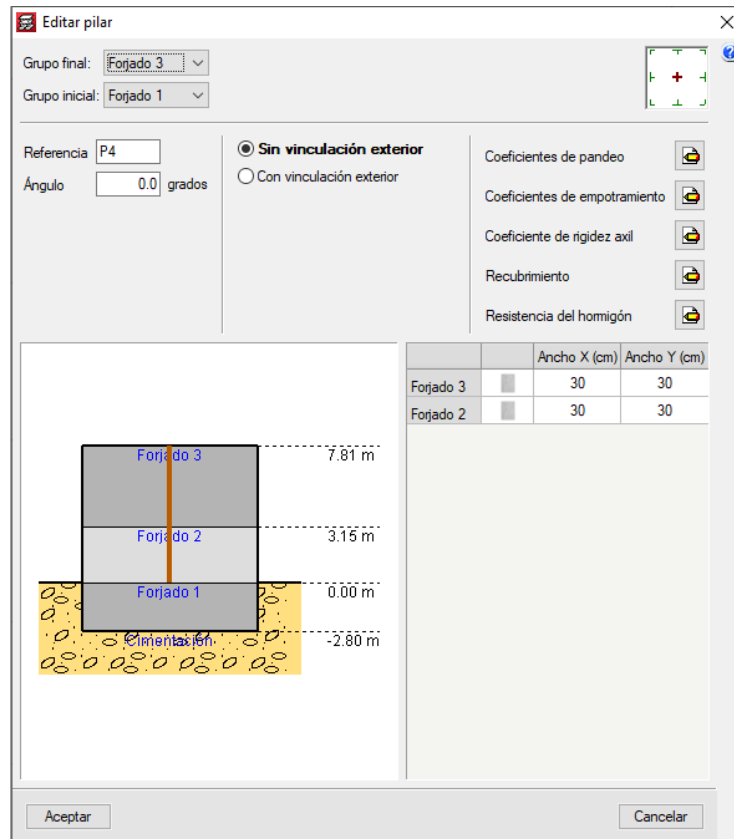 Editar pilar
Grupo final: Forjado 3
Grupo inicial: Forjado 1
Referencia P4
Ángulo 0.0 grados
Sin vinculación exterior
Con vinculación exterior
Coeficientes de pandeo
Coeficientes de empotramiento
Coeficiente de rigidez axil
Recubrimiento
Resistencia del hormigón
Forjado 3 7.81 m
Forjado 2 3.15 m
Forjado 1 0.00 m
Cimentación -2.80 m
Ancho X (cm) Ancho Y (cm)
Forjado 3 30 30
Forjado 2 30 30
Aceptar Cancelar